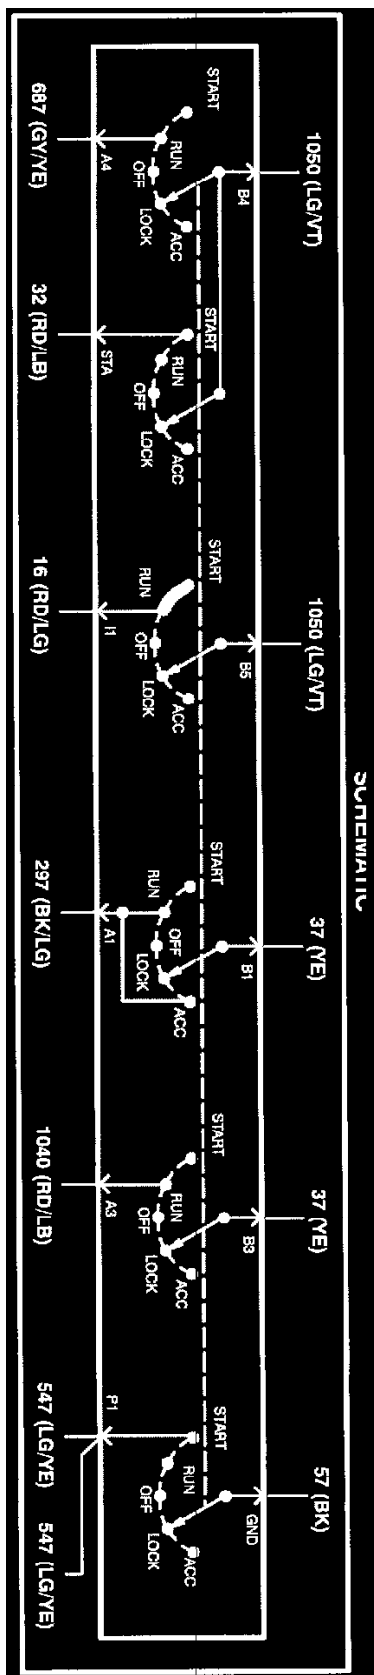 SCHEMATIC
1050 (LG/VT)
1050 (LG/VT)
37 (YE)
37 (YE)
57 (BK)
B4
B5
B1
B3
GND
START
RUN
OFF
LOCK
ACC
START
RUN
OFF
LOCK
ACC
START
RUN
OFF
LOCK
ACC
START
RUN
OFF
LOCK
ACC
START
RUN
OFF
LOCK
ACC
START
RUN
OFF
LOCK
ACC
A4
STA
I1
A1
A3
P1
687 (GY/YE)
32 (RD/LB)
16 (RD/LG)
297 (BK/LG)
1040 (RD/LB)
547 (LG/YE)
547 (LG/YE)